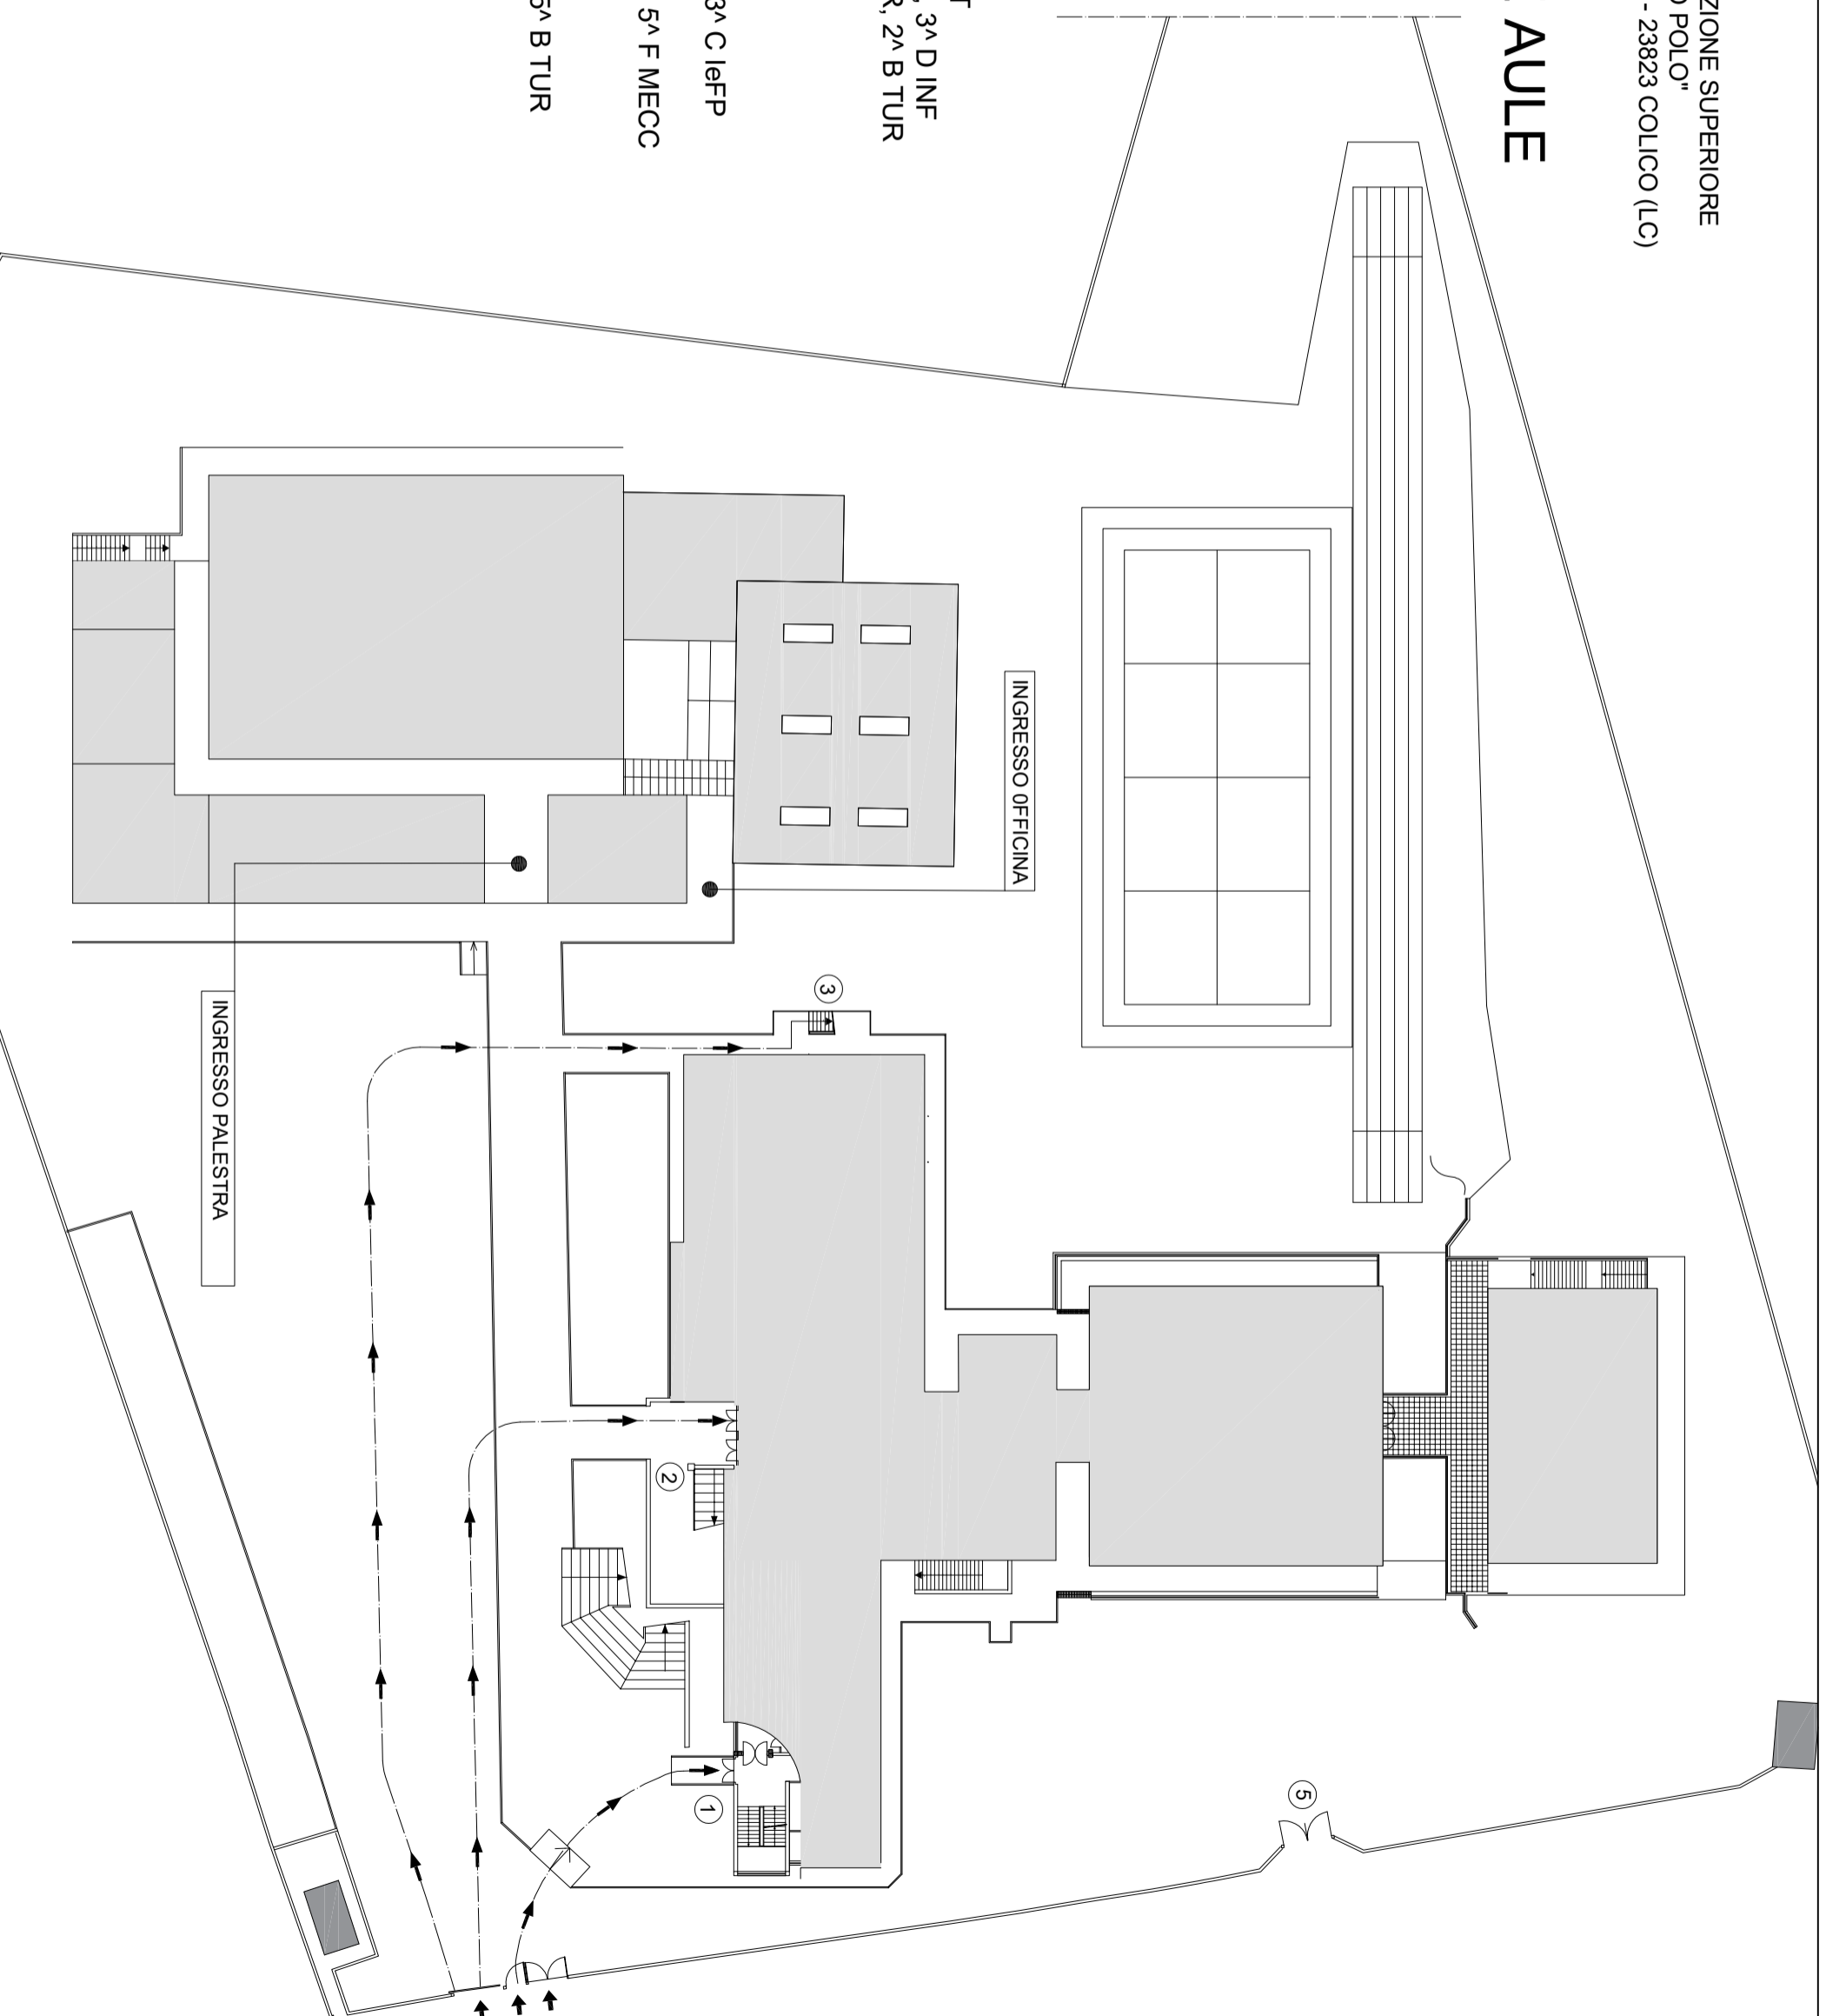 ZIONE SUPERIORE
O POLO"
- 23823 COLICO (LC)
AULE
T
, 3^ D INF
R, 2^ B TUR
3^ C IeFP
5^ F MECC
5^ B TUR
INGRESSO 0FFICINA
INGRESSO PALESTRA
3
2
1
5